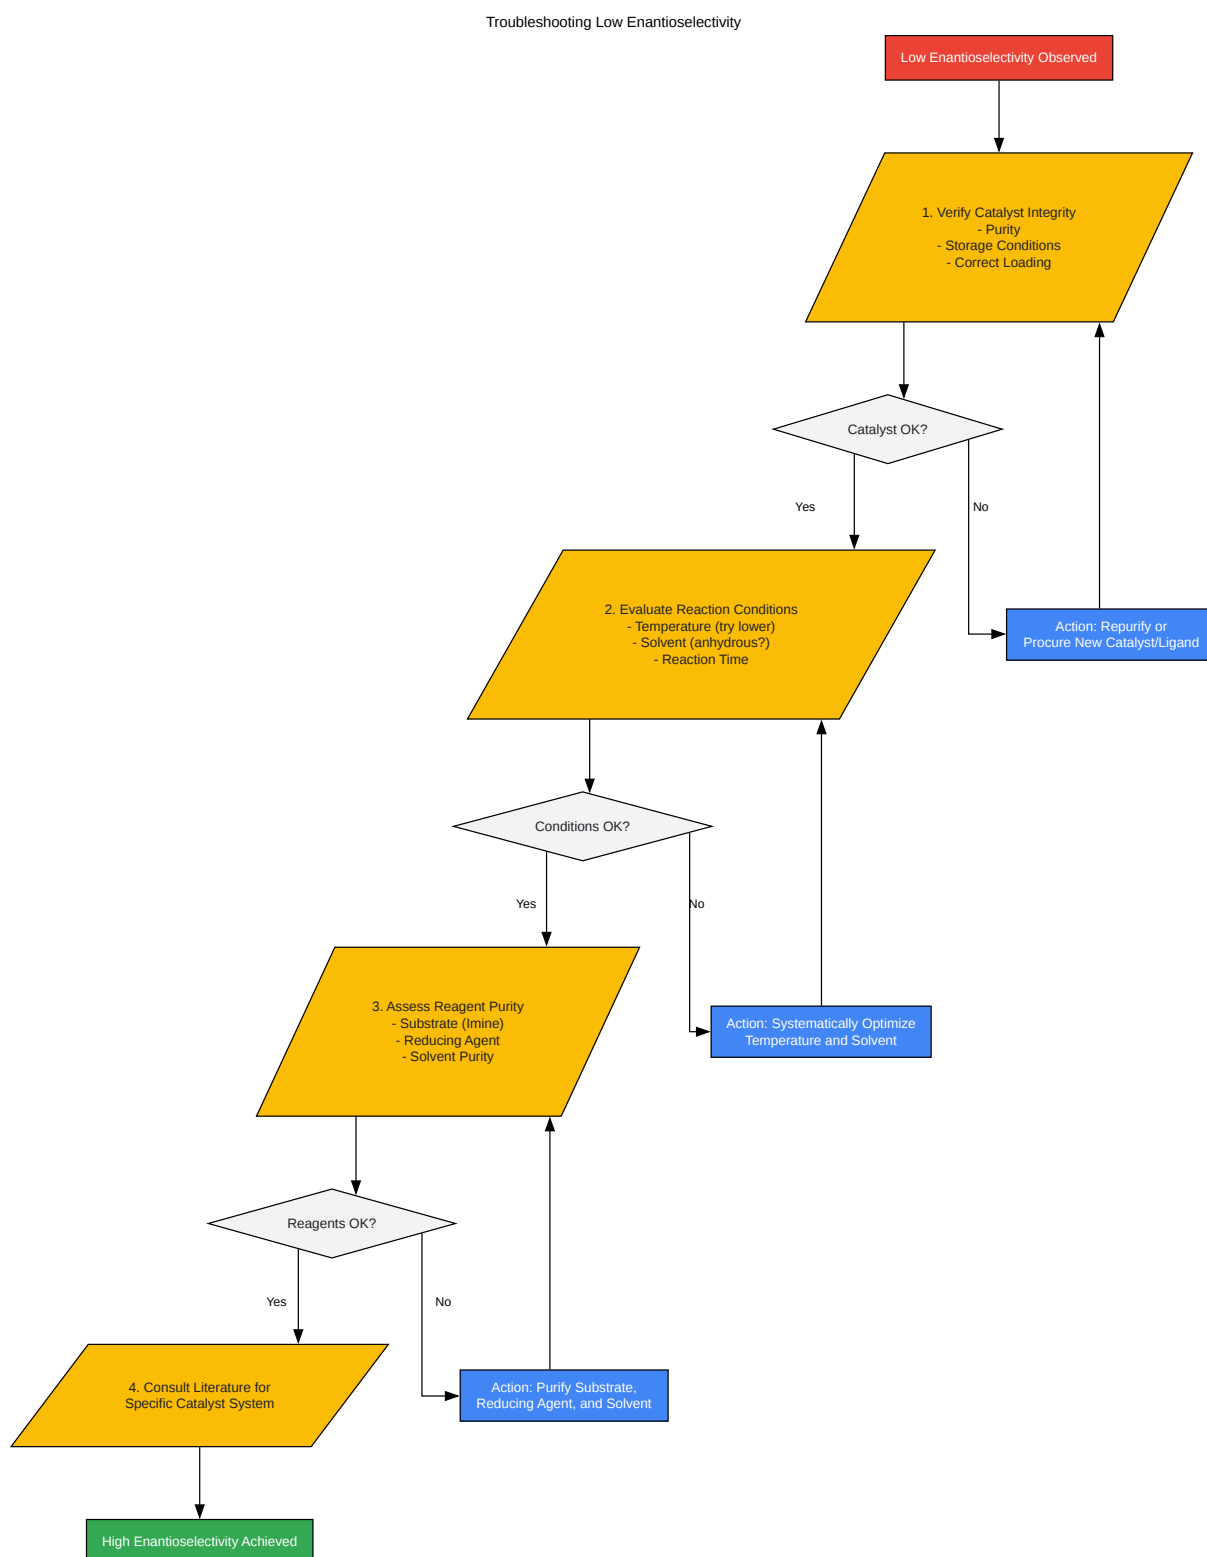 Troubleshooting Low Enantioselectivity
Low Enantioselectivity Observed
1. Verify Catalyst Integrity
- Purity
- Storage Conditions
- Correct Loading
Catalyst OK?
Yes
No
2. Evaluate Reaction Conditions
- Temperature (try lower)
- Solvent (anhydrous?)
- Reaction Time
Action: Repurify or
Procure New Catalyst/Ligand
Conditions OK?
Yes
No
3. Assess Reagent Purity
- Substrate (Imine)
- Reducing Agent
- Solvent Purity
Action: Systematically Optimize
Temperature and Solvent
Reagents OK?
Yes
No
4. Consult Literature for
Specific Catalyst System
Action: Purify Substrate,
Reducing Agent, and Solvent
High Enantioselectivity Achieved